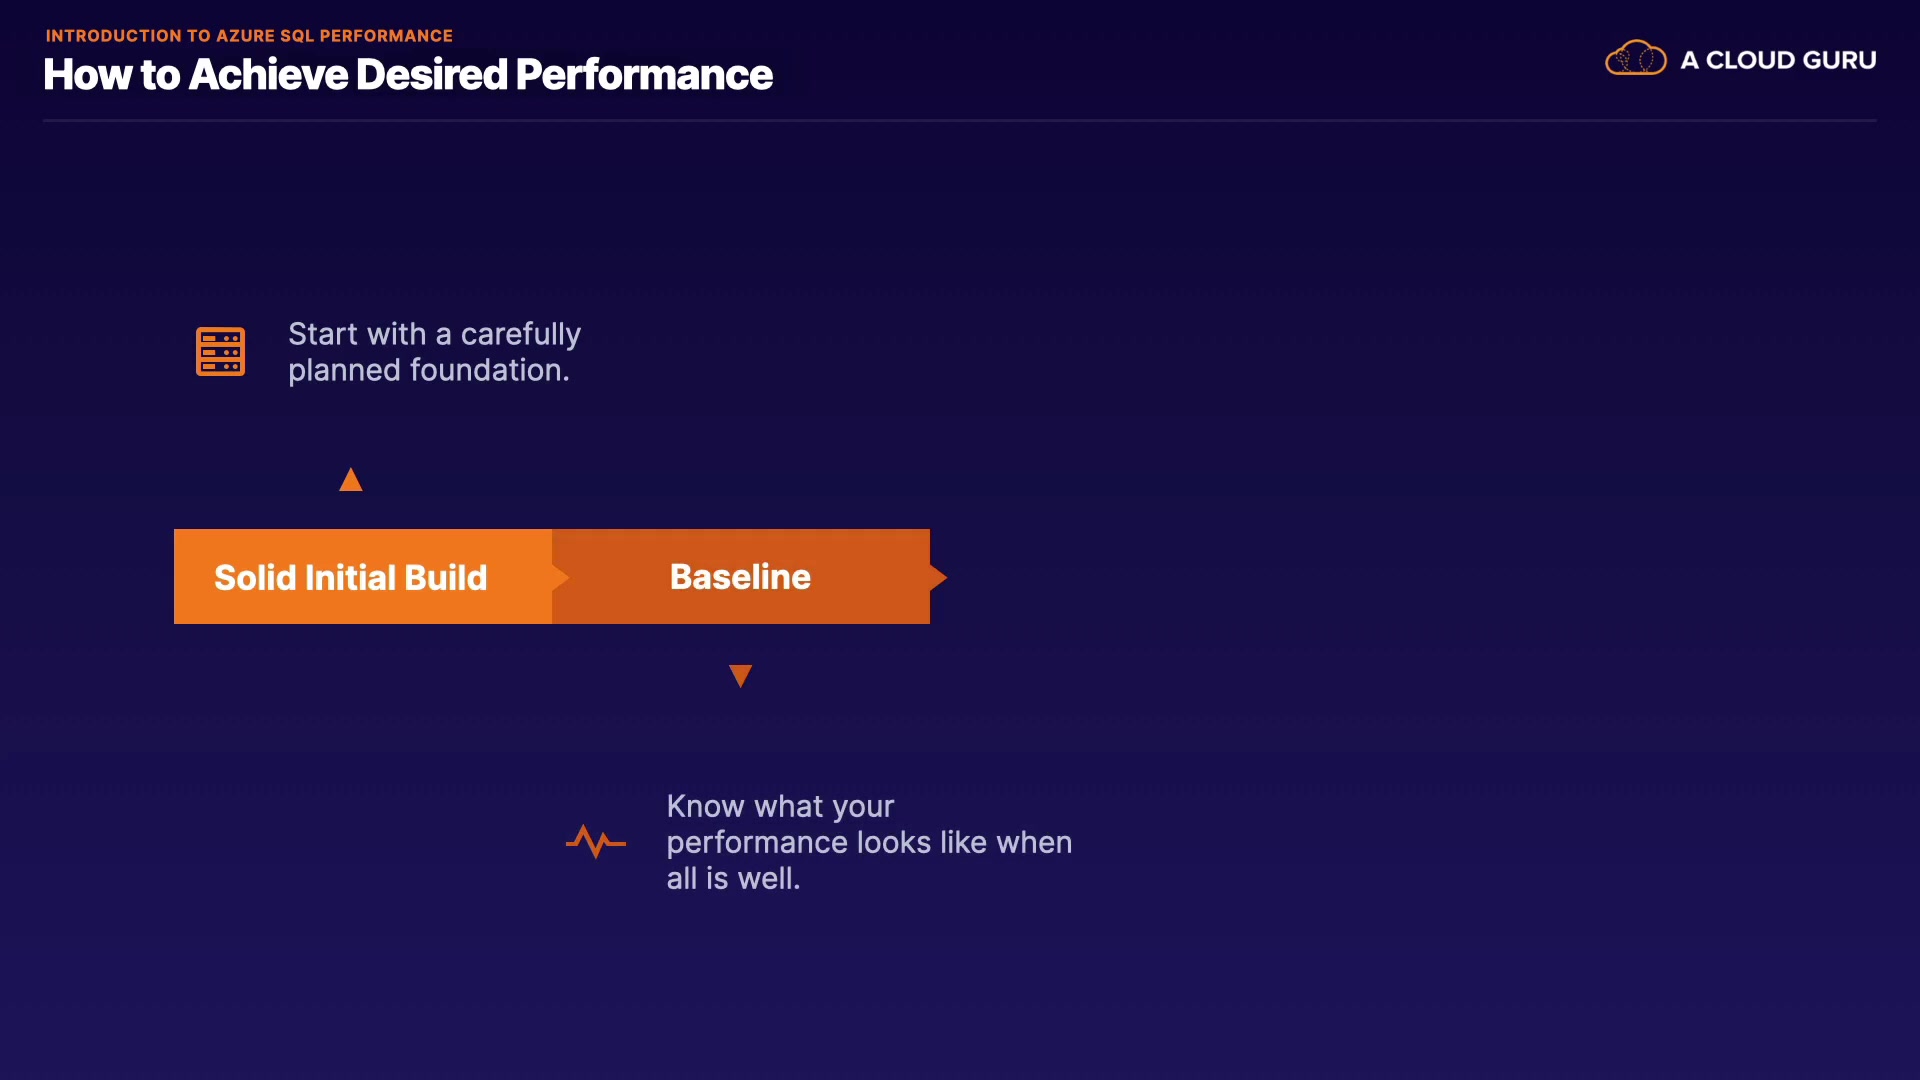 INTRODUCTION TO AZURE SQL PERFORMANCE
How to Achieve Desired Performance
A CLOUD GURU
Start with a carefully
planned foundation.
Solid Initial Build
Baseline
Know what your
performance looks like when
all is well.